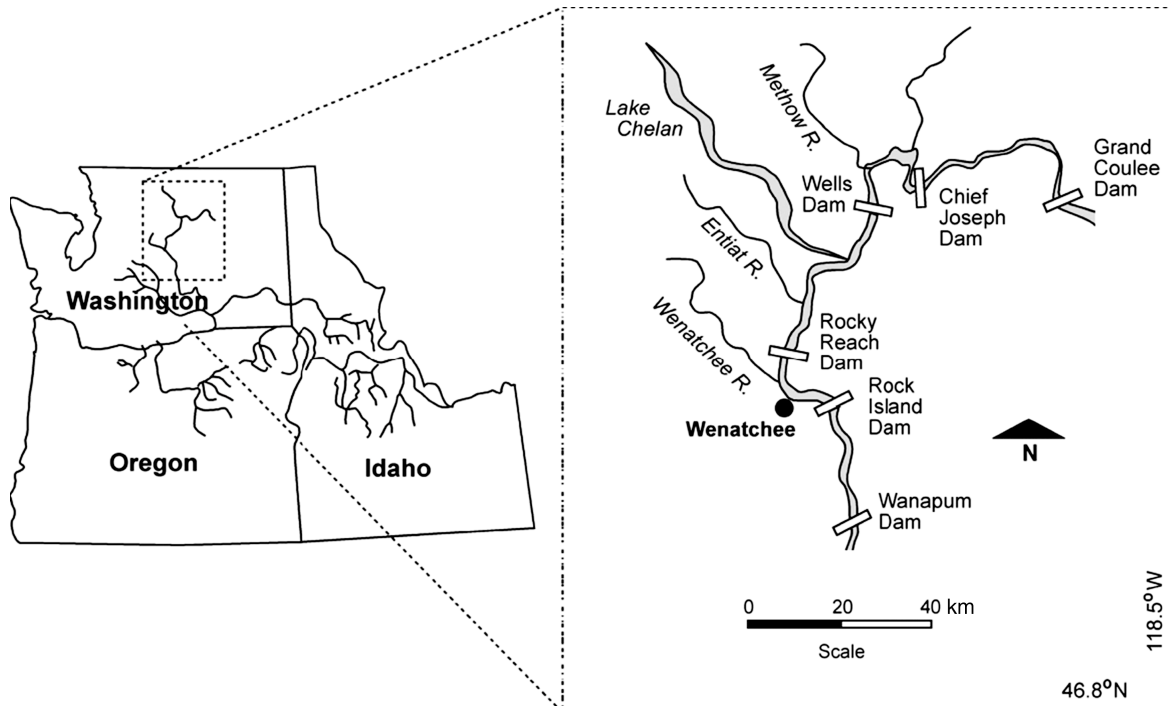 Washington
Oregon
Idaho
Lake
Chelan
Methow R.
Entiat R.
Wenatchee R.
Wells
Dam
Chief
Joseph
Dam
Grand
Coulee
Dam
Rocky
Reach
Dam
Rock
Island
Dam
Wenatchee
Wanapum
Dam
N
0 20 40 km
Scale
118.5°W
46.8°N